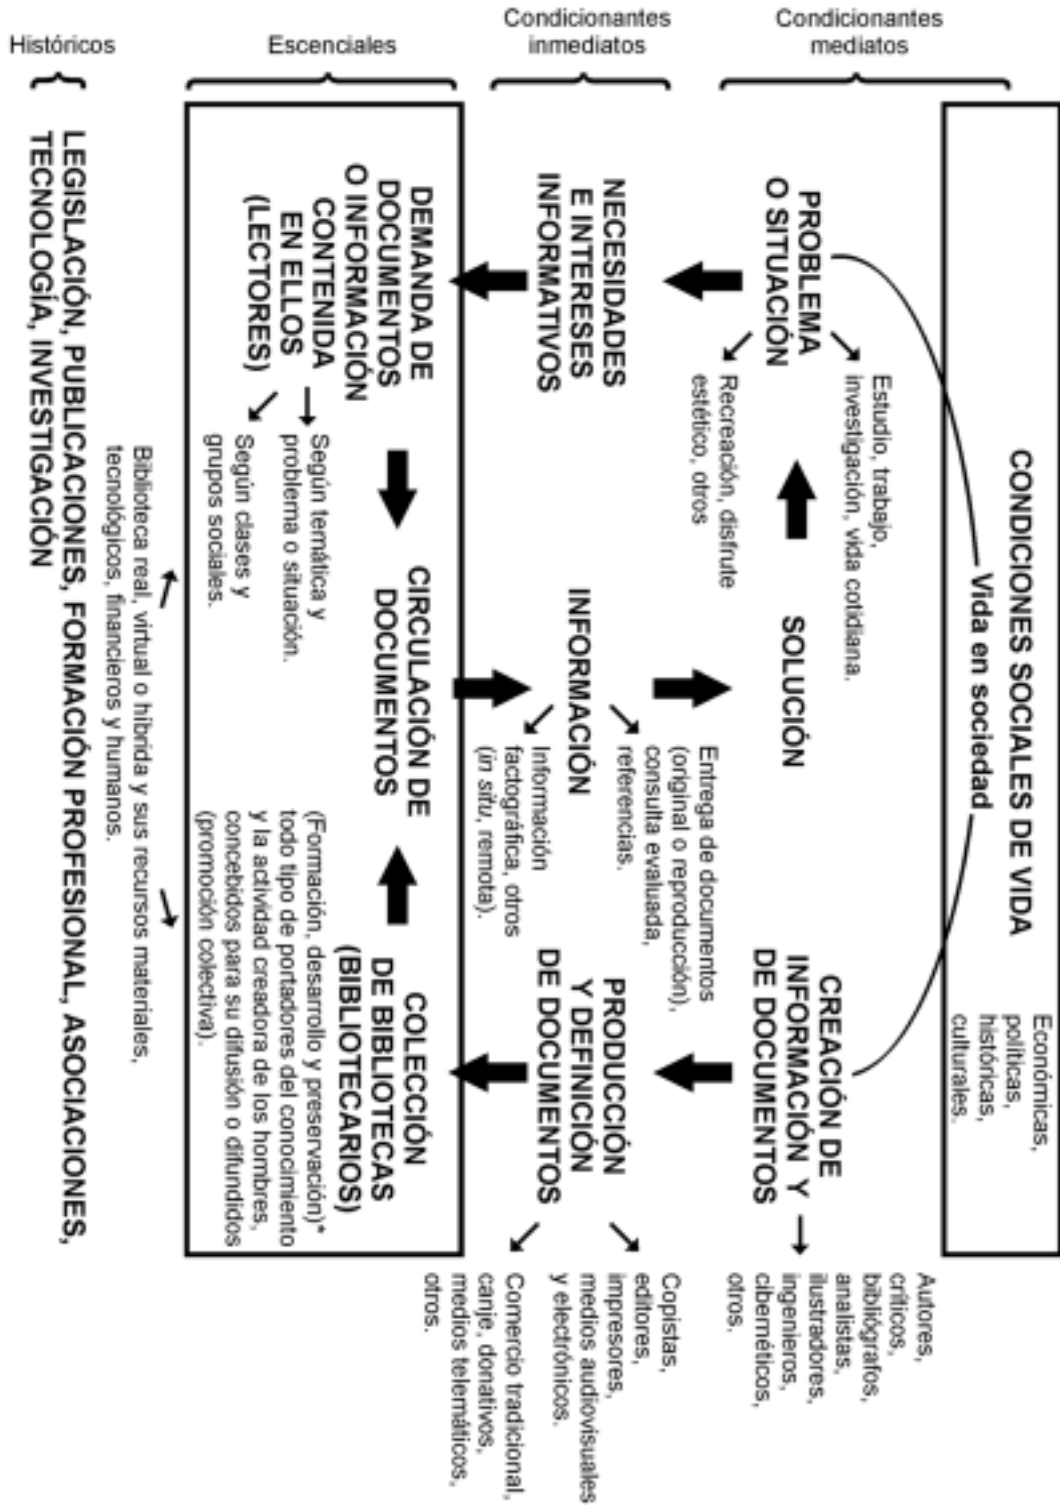 Condicionantes
mediatos
Condicionantes
inmediatos
Escenciales
Históricos
CONDICIONES SOCIALES DE VIDA
Vida en sociedad
Económicas,
políticas,
históricas,
culturales.
PROBLEMA
O SITUACIÓN
Estudio, trabajo,
investigación, vida cotidiana.
Recreación, disfrute
estético, otros
SOLUCIÓN
CREACIÓN DE
INFORMACIÓN Y
DE DOCUMENTOS
Autores,
críticos,
bibliógrafos,
analistas,
ilustradores,
ingenieros,
cibernéticos,
otros.
NECESIDADES
E INTERESES
INFORMATIVOS
INFORMACIÓN
Entrega de documentos
(original o reproducción),
consulta evaluada,
referencias.
Información
factográfica, otros
(in situ, remota).
PRODUCCIÓN
Y DEFINICIÓN
DE DOCUMENTOS
Copistas,
editores,
impresores,
medios audiovisuales
y electrónicos.
Comercio tradicional,
canje, donativos,
medios telemáticos,
otros.
DEMANDA DE
DOCUMENTOS
O INFORMACIÓN
CONTENIDA
EN ELLOS
(LECTORES)
Según temática y
problema o situación.
Según clases y
grupos sociales.
CIRCULACIÓN DE
DOCUMENTOS
COLECCIÓN
DE BIBLIOTECAS
(BIBLIOTECARIOS)
(Formación, desarrollo y preservación)*
todo tipo de portadores del conocimiento
y la actividad creadora de los hombres,
concebidos para su difusión o difundidos
(promoción colectiva).
Biblioteca real, virtual o híbrida y sus recursos materiales,
tecnológicos, financieros y humanos.
LEGISLACIÓN, PUBLICACIONES, FORMACIÓN PROFESIONAL, ASOCIACIONES,
TECNOLOGÍA, INVESTIGACIÓN